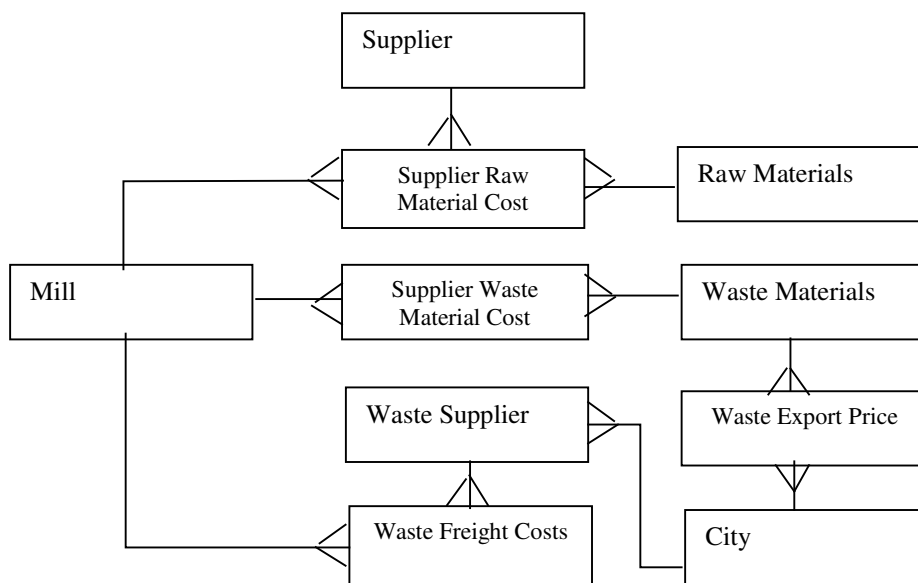 Supplier
Supplier Raw
Material Cost
Raw Materials
Mill
Supplier Waste
Material Cost
Waste Materials
Waste Supplier
Waste Export Price
Waste Freight Costs
City